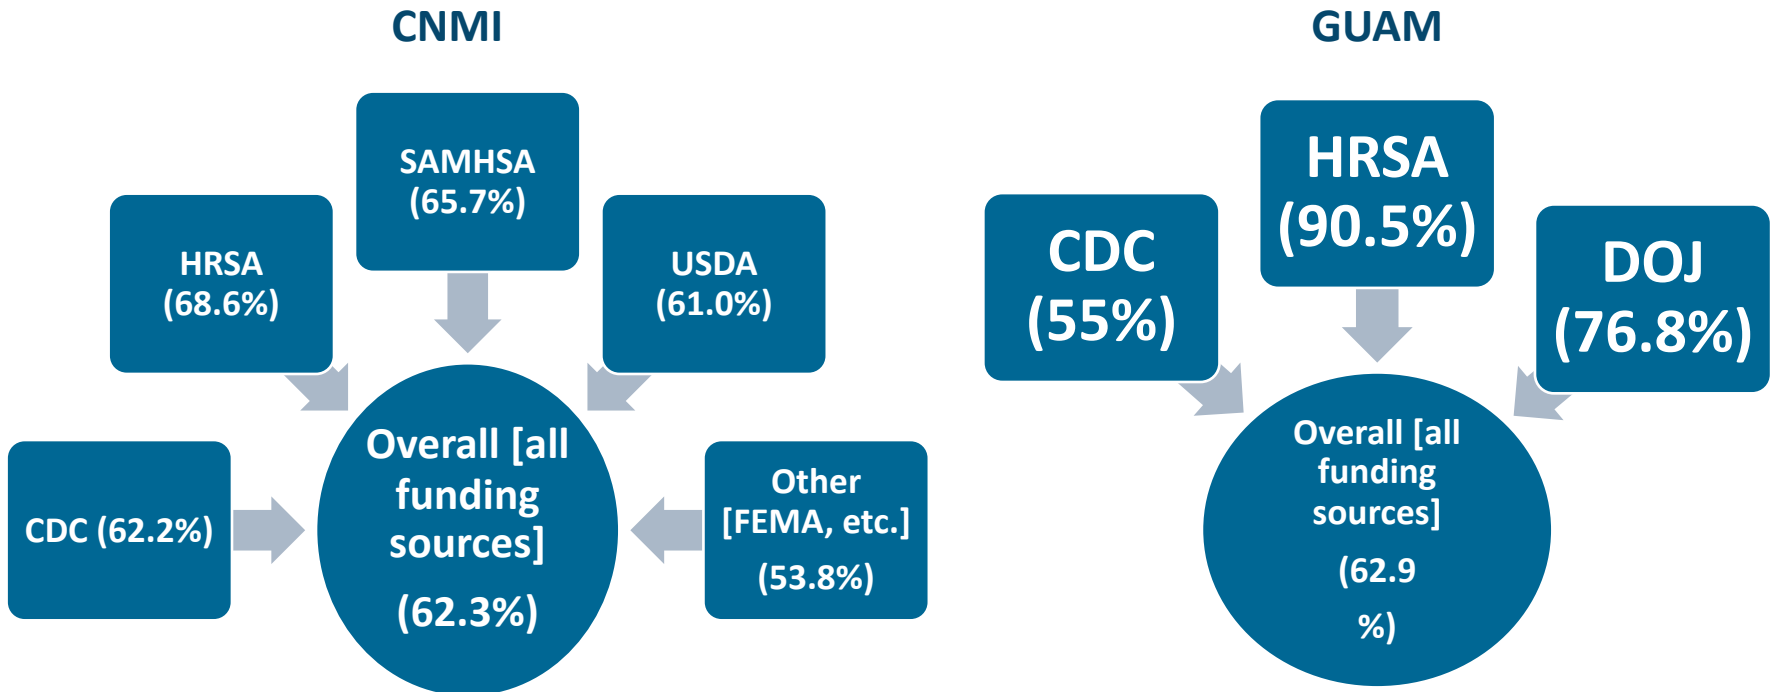 CNMI
SAMHSA
(65.7%)
HRSA
(68.6%)
USDA
(61.0%)
CDC (62.2%)
Overall [all
funding
sources]
(62.3%)
Other
[FEMA, etc.]
(53.8%)
GUAM
HRSA
(90.5%)
CDC
(55%)
DOJ
(76.8%)
Overall [all
funding
sources]
(62.9
%)